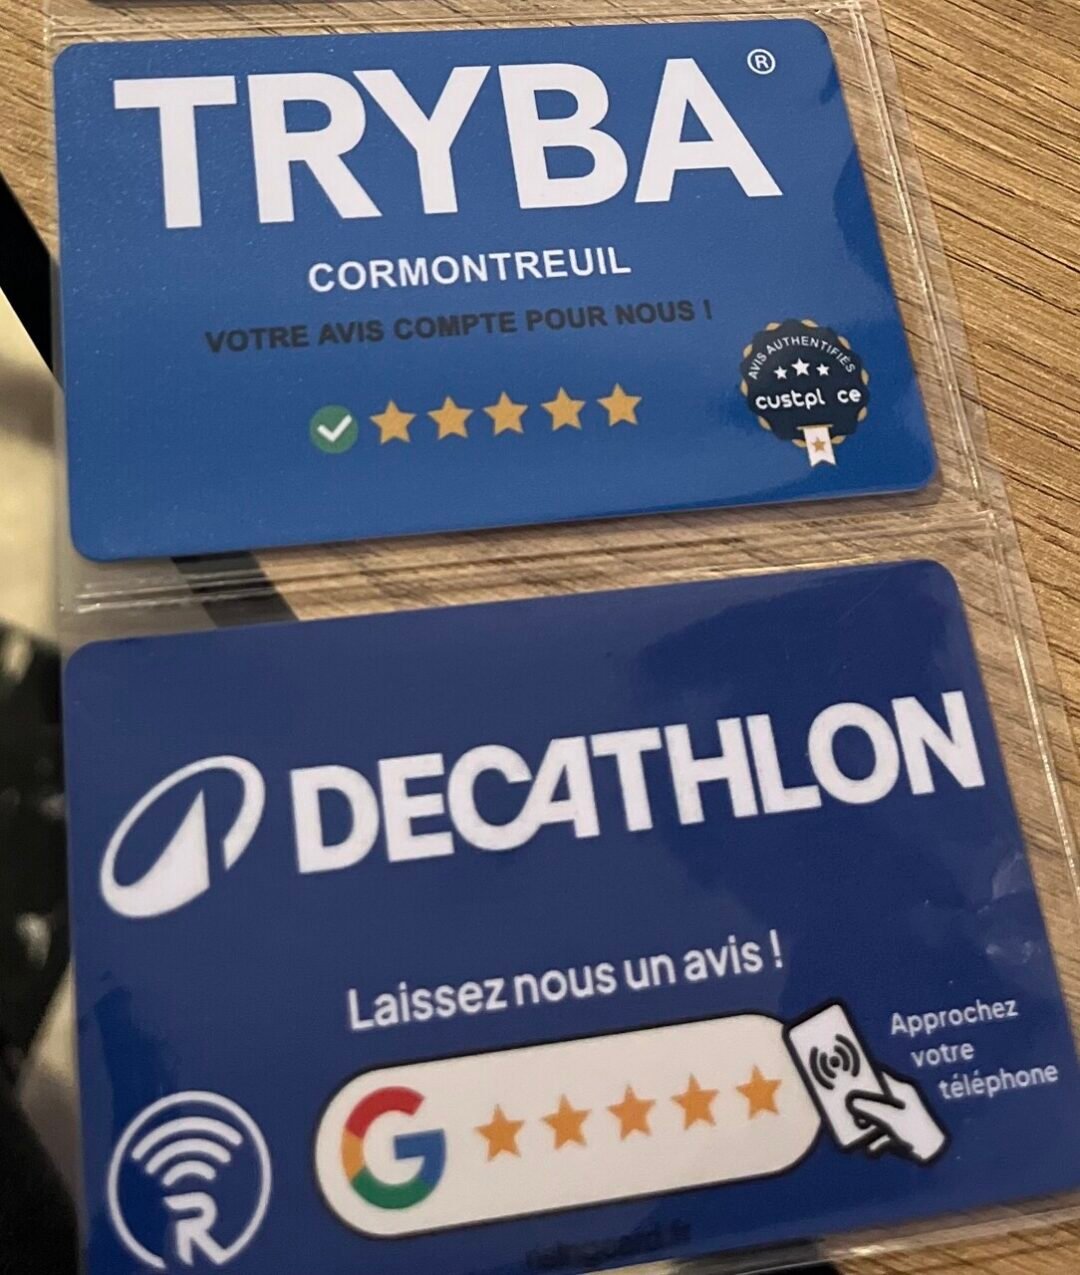 TRYBA®
CORMONTREUIL
VOTRE AVIS COMPTE POUR NOUS !
AVIS AUTHENTIFIÉS
custpl ce
DECATHLON
Laissez nous un avis !
Approchez
votre
téléphone
G
R